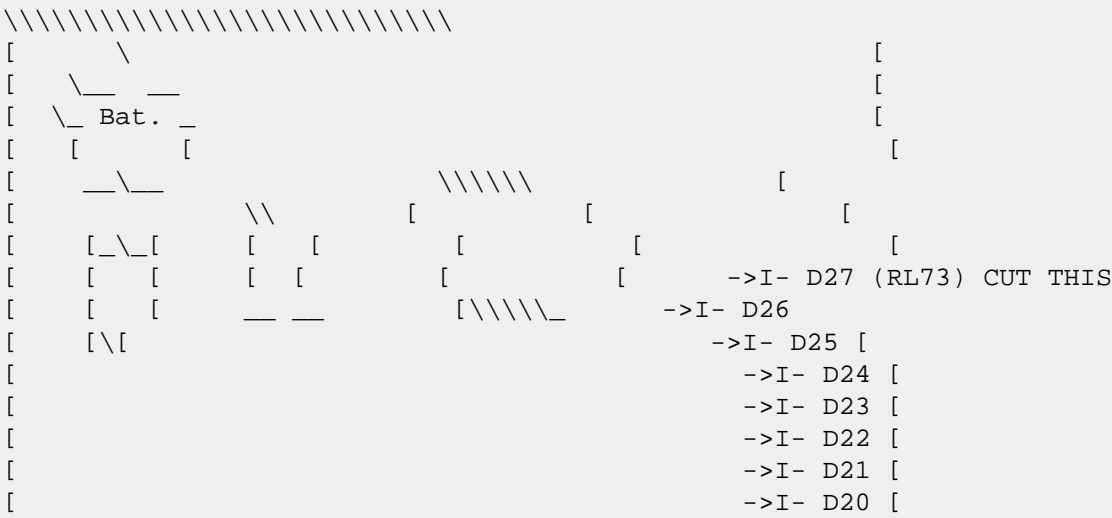 \\\\\\\\\\\\\\\\\\\\\\\\\\\\
[ \ [
[ \__ __ [
[ \_ Bat. _ [
[ [ [ [
[ __\__ \\\\\\ [
[ \\ [ [ [
[ [_\_[ [ [ [ [ [
[ [ [ [ [ [ [ ->I- D27 (RL73) CUT THIS
[ [ [ __ __ [\\\\\_ ->I- D26
[ [\[ ->I- D25 [
[ ->I- D24 [
[ ->I- D23 [
[ ->I- D22 [
[ ->I- D21 [
[ ->I- D20 [